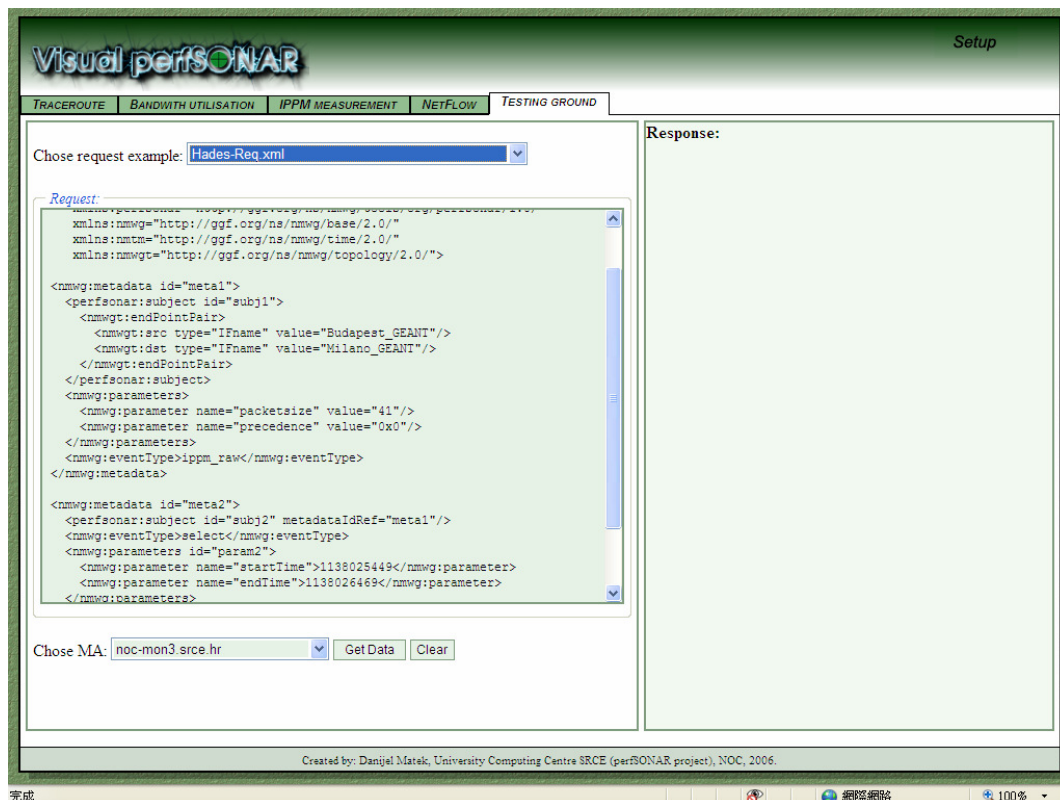 Visual perfSONAR
Setup
TRACEROUTE
BANDWITH UTILISATION
IPPM MEASUREMENT
NETFLOW
TESTING GROUND
Chose request example: Hades-Req.xml
Request:
xmlns:nmwg="http://ggf.org/ns/nmwg/base/2.0/"
xmlns:nmtm="http://ggf.org/ns/nmwg/time/2.0/"
xmlns:nmwgt="http://ggf.org/ns/nmwg/topology/2.0/">
<nmwg:metadata id="meta1">
<perfsonar:subject id="subj1">
<nmwgt:endPointPair>
<nmwgt:src type="IFname" value="Budapest_GEANT"/>
<nmwgt:dst type="IFname" value="Milano_GEANT"/>
</nmwgt:endPointPair>
</perfsonar:subject>
<nmwg:parameters>
<nmwg:parameter name="packetsize" value="41"/>
<nmwg:parameter name="precedence" value="0x0"/>
</nmwg:parameters>
<nmwg:eventType>ippm_raw</nmwg:eventType>
</nmwg:metadata>
<nmwg:metadata id="meta2">
<perfsonar:subject id="subj2" metadataIdRef="meta1"/>
<nmwg:eventType>select</nmwg:eventType>
<nmwg:parameters id="param2">
<nmwg:parameter name="startTime">1138025449</nmwg:parameter>
<nmwg:parameter name="endTime">1138026469</nmwg:parameter>
</nmwg:parameters>
Chose MA: noc-mon3.srce.hr Get Data Clear
Response:
Created by: Danijel Matek, University Computing Centre SRCE (perfSONAR project), NOC, 2006.
完成
網際網路
100%